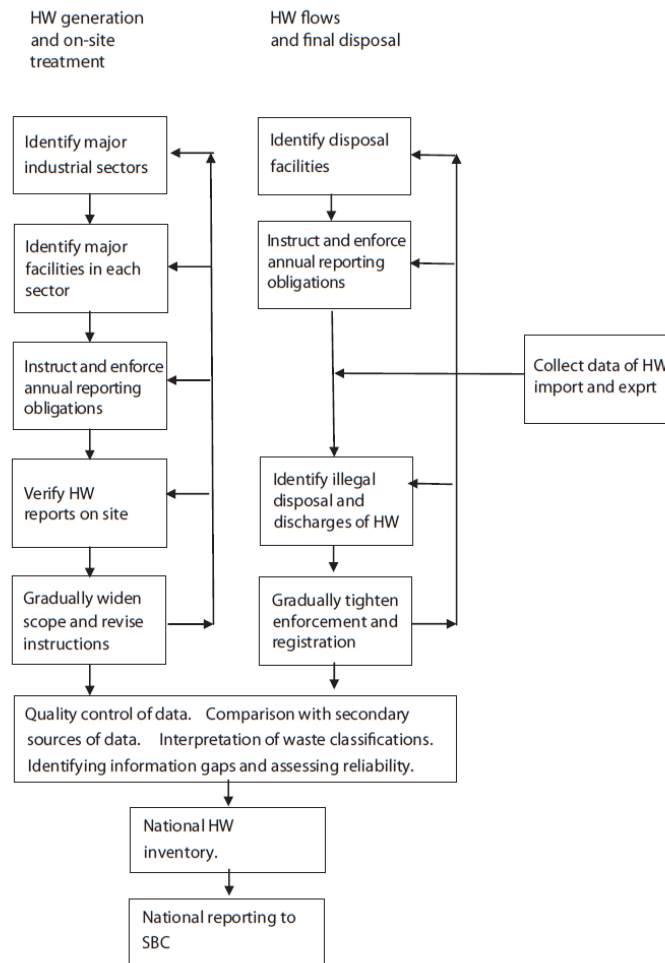 HW generation
and on-site
treatment
HW flows
and final disposal
Identify major
industrial sectors
Identify major
facilities in each
sector
Instruct and enforce
annual reporting
obligations
Verify HW
reports on site
Gradually widen
scope and revise
instructions
Identify disposal
facilities
Instruct and enforce
annual reporting
obligations
Collect data of HW
import and exprt
Identify illegal
disposal and
discharges of HW
Gradually tighten
enforcement and
registration
Quality control of data. Comparison with secondary
sources of data. Interpretation of waste classifications.
Identifying information gaps and assessing reliability.
National HW
inventory.
National reporting to
SBC